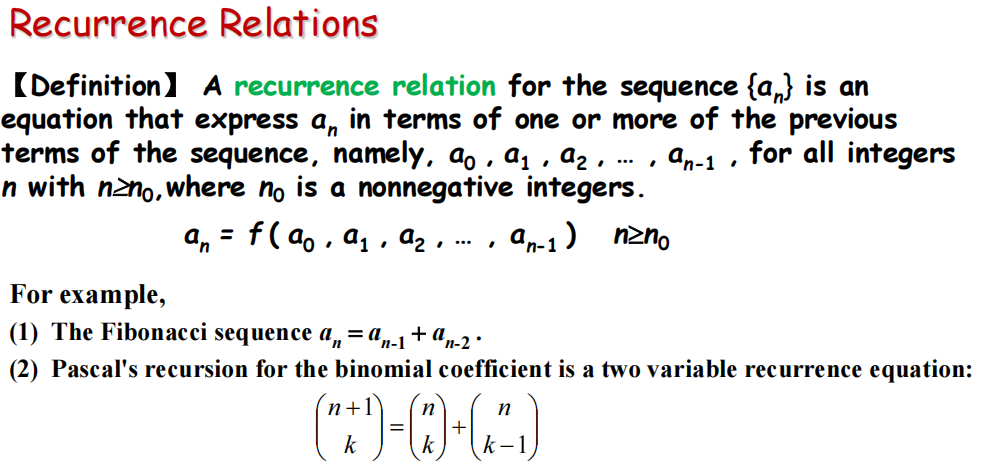 Recurrence Relations
【Definition】 A recurrence relation for the sequence {aₙ} is an
equation that express aₙ in terms of one or more of the previous
terms of the sequence, namely, a₀ , a₁ , a₂ , … , aₙ₋₁ , for all integers
n with n≥n₀,where n₀ is a nonnegative integers.
aₙ = f ( a₀ , a₁ , a₂ , … , aₙ₋₁ ) n≥n₀
For example,
(1) The Fibonacci sequence aₙ = aₙ₋₁ + aₙ₋₂ .
(2) Pascal's recursion for the binomial coefficient is a two variable recurrence equation:
(n+1 k) = (n k) + (n k−1)